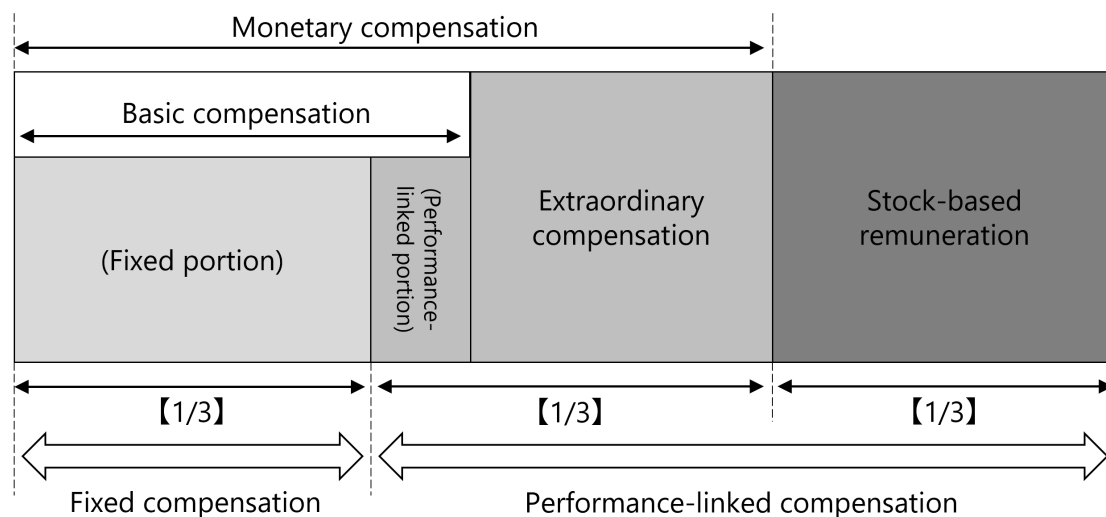 Monetary compensation
Basic compensation
(Fixed portion)
(Performance-
linked portion)
Extraordinary
compensation
Stock-based
remuneration
【1/3】
【1/3】
【1/3】
Fixed compensation
Performance-linked compensation